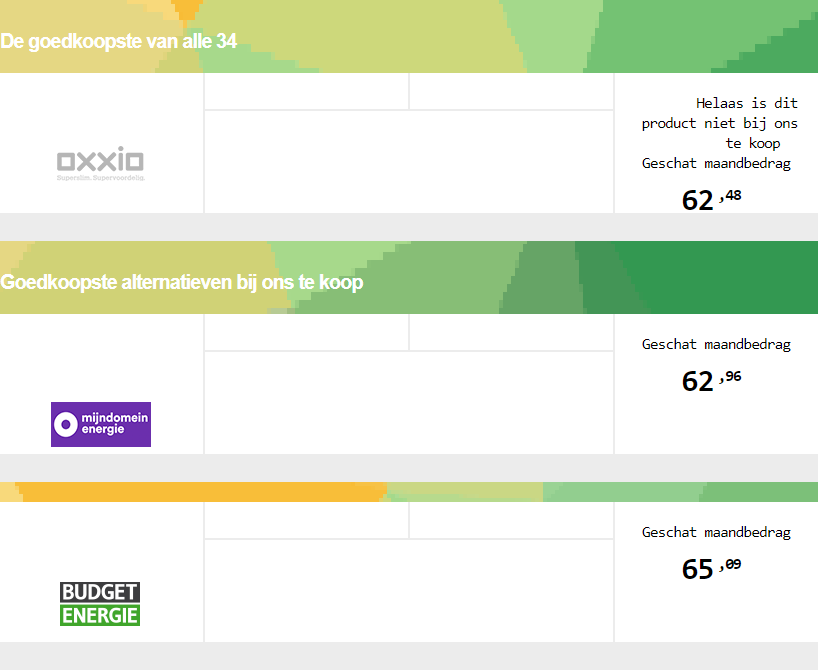 De goedkoopste van alle 34
Helaas is dit
product niet bij ons
te koop
oxxio
Superslim. Supervoordelig.
Geschat maandbedrag
62 ,48
Goedkoopste alternatieven bij ons te koop
Geschat maandbedrag
62 ,96
mijndomein
energie
Geschat maandbedrag
65 ,09
BUDGET
ENERGIE